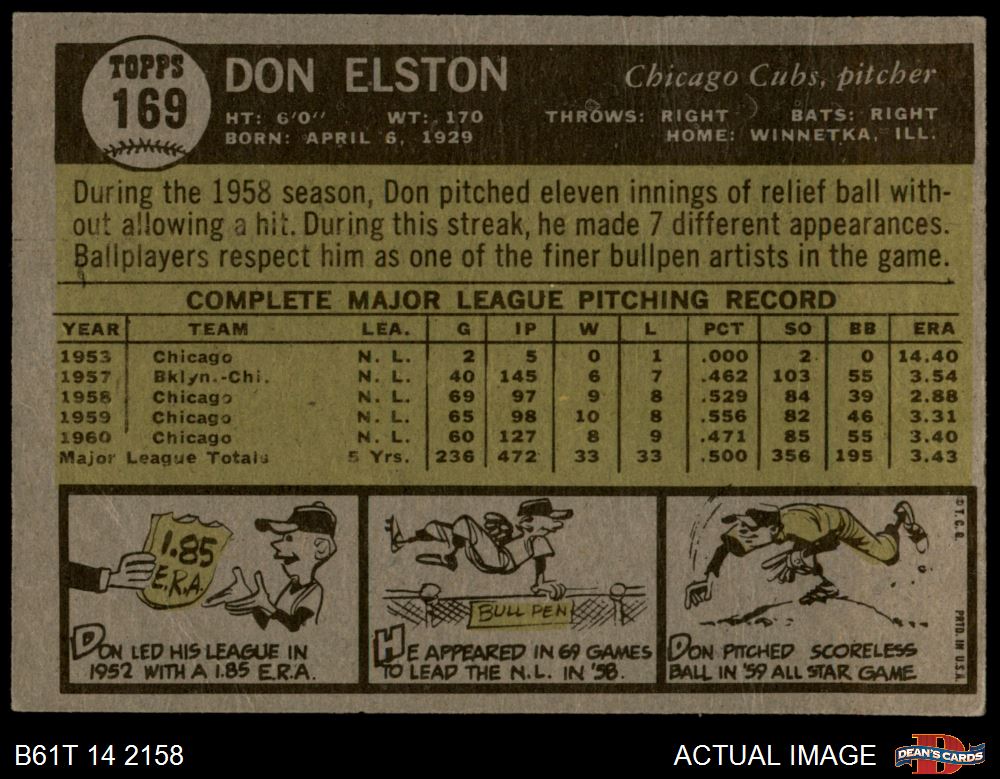 TOPPS
169
DON ELSTON
Chicago Cubs, pitcher
HT: 6'0" WT: 170 THROWS: RIGHT BATS: RIGHT
BORN: APRIL 6, 1929 HOME: WINNETKA, ILL.
During the 1958 season, Don pitched eleven innings of relief ball with-
out allowing a hit. During this streak, he made 7 different appearances.
Ballplayers respect him as one of the finer bullpen artists in the game.
COMPLETE MAJOR LEAGUE PITCHING RECORD
YEAR TEAM LEA. G IP W L PCT SO BB ERA
1953 Chicago N. L. 2 5 0 1 .000 2 0 14.40
1957 Bklyn.-Chi. N. L. 40 145 6 7 .462 103 55 3.54
1958 Chicago N. L. 69 97 9 8 .529 84 39 2.88
1959 Chicago N. L. 65 98 10 8 .556 82 46 3.31
1960 Chicago N. L. 60 127 8 9 .471 85 55 3.40
Major League Totals 5 Yrs. 236 472 33 33 .500 356 195 3.43
1.85
E.R.A.
DON LED HIS LEAGUE IN
1952 WITH A 1.85 E.R.A.
BULL PEN
HE APPEARED IN 69 GAMES
TO LEAD THE N.L. IN '58.
DON PITCHED SCORELESS
BALL IN '59 ALL STAR GAME
© T. C. G.
PRTD. IN U.S.A.
B61T 14 2158
ACTUAL IMAGE
DEAN'S CARDS